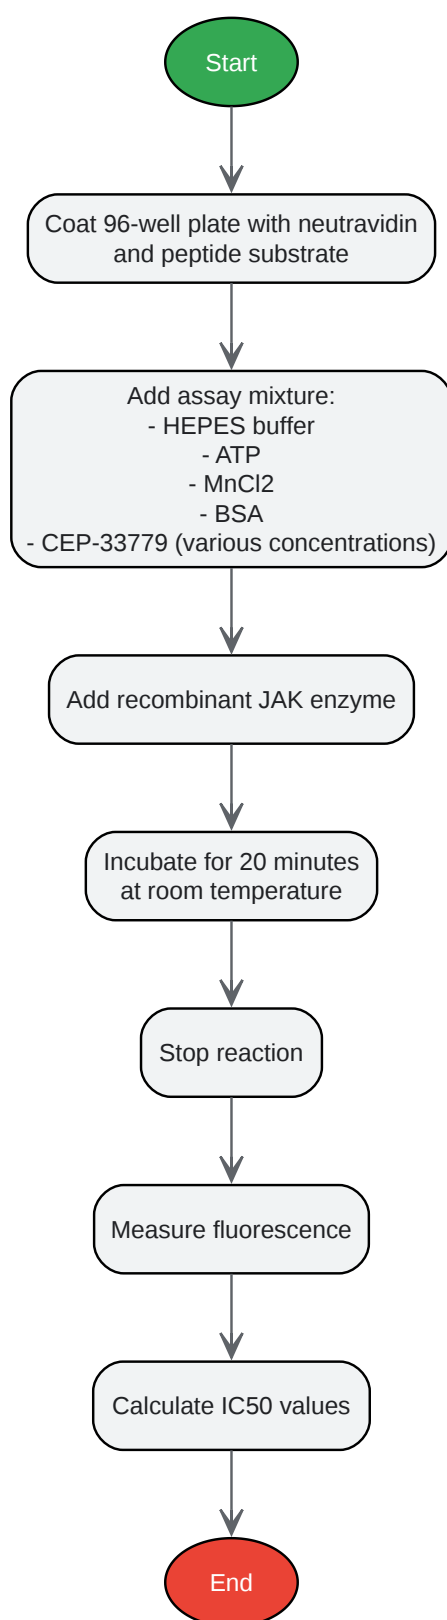 Start
Coat 96-well plate with neutravidin
and peptide substrate
Add assay mixture:
- HEPES buffer
- ATP
- MnCl2
- BSA
- CEP-33779 (various concentrations)
Add recombinant JAK enzyme
Incubate for 20 minutes
at room temperature
Stop reaction
Measure fluorescence
Calculate IC50 values
End